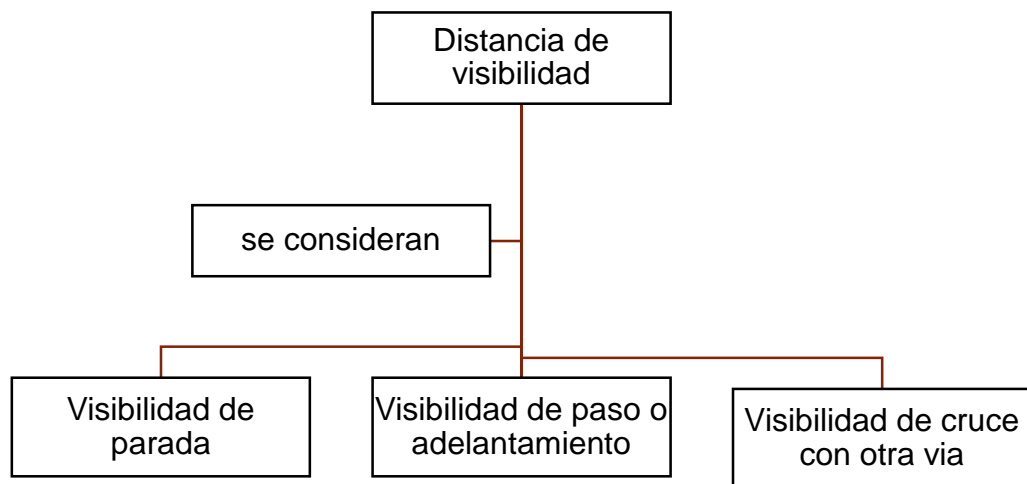 Distancia de
visibilidad
se consideran
Visibilidad de
parada
Visibilidad de paso o
adelantamiento
Visibilidad de cruce
con otra via